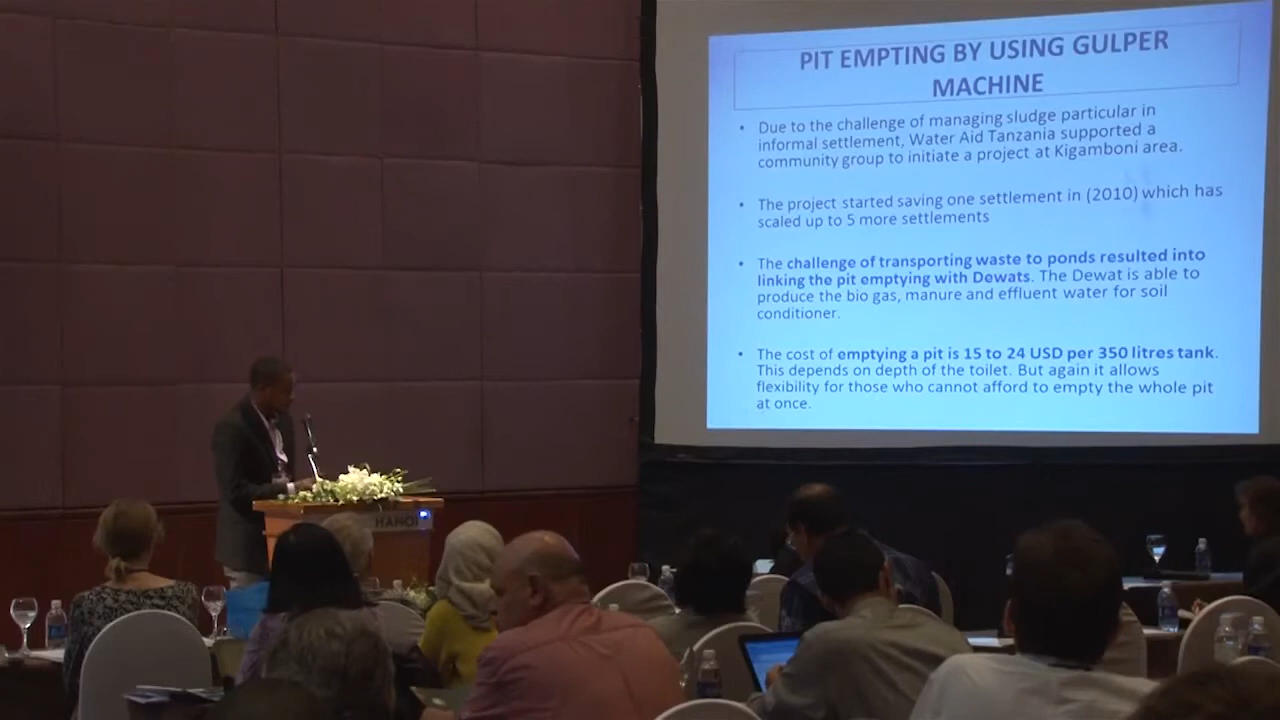 PIT EMPTING BY USING GULPER
MACHINE
• Due to the challenge of managing sludge particular in
informal settlement, Water Aid Tanzania supported a
community group to initiate a project at Kigamboni area.
• The project started saving one settlement in (2010) which has
scaled up to 5 more settlements
• The challenge of transporting waste to ponds resulted into
linking the pit emptying with Dewats. The Dewat is able to
produce the bio gas, manure and effluent water for soil
conditioner.
• The cost of emptying a pit is 15 to 24 USD per 350 litres tank.
This depends on depth of the toilet. But again it allows
flexibility for those who cannot afford to empty the whole pit
at once.
HANOI